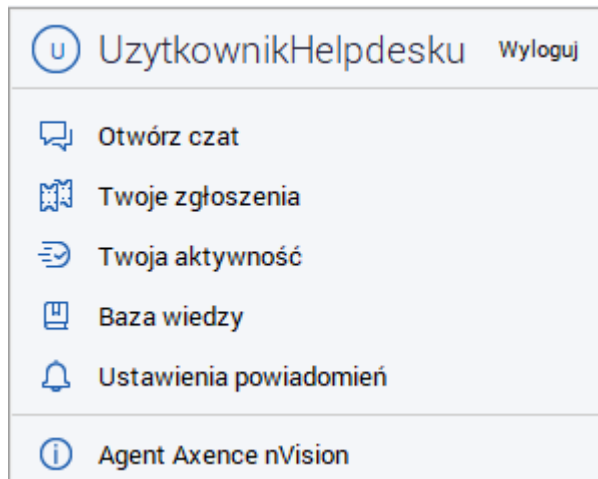 U UzytkownikHelpdesku Wyloguj
Otwórz czat
Twoje zgłoszenia
Twoja aktywność
Baza wiedzy
Ustawienia powiadomień
Agent Axence nVision